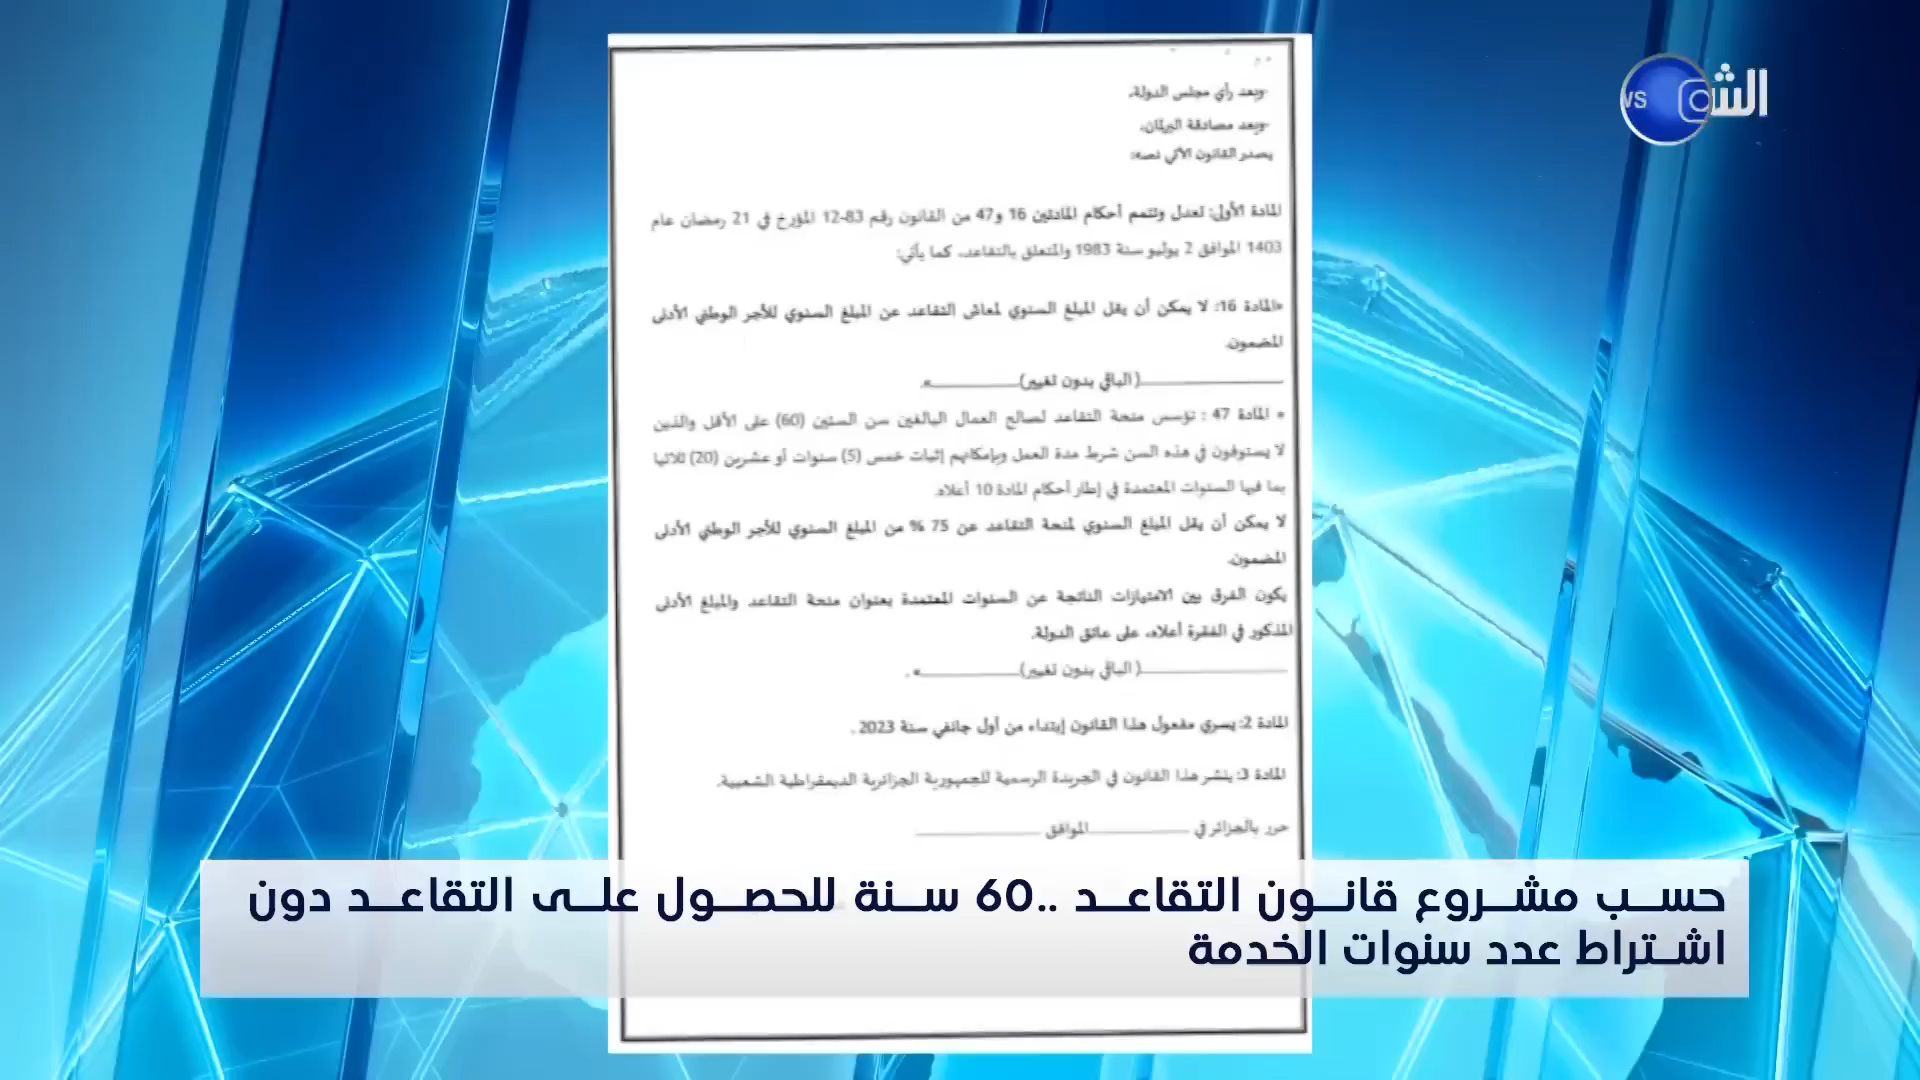 الش
VS
-وبعد رأي مجلس الدولة،
-وبعد مصادقة البرلمان،
يصدر القانون الآتي نصه:
المادة الأولى: تعدل وتتمم أحكام المادتين 16 و47 من القانون رقم 83-12 المؤرخ في 21 رمضان عام
1403 الموافق 2 يوليو سنة 1983 والمتعلق بالتقاعد، كما يأتي:
«المادة 16: لا يمكن أن يقل المبلغ السنوي لمعاش التقاعد عن المبلغ السنوي للأجر الوطني الأدنى
المضمون.
ــــــــــــــــ( الباقي بدون تغيير)ــــــــــــــــ».
« المادة 47 : تؤسس منحة التقاعد لصالح العمال البالغين سن الستين (60) على الأقل والذين
لا يستوفون في هذه السن شرط مدة العمل وبإمكانهم إثبات خمس (5) سنوات أو عشرين (20) ثلاثيا
بما فيها السنوات المعتمدة في إطار أحكام المادة 10 أعلاه.
لا يمكن أن يقل المبلغ السنوي لمنحة التقاعد عن 75 % من المبلغ السنوي للأجر الوطني الأدنى
المضمون.
يكون الفرق بين الامتيازات الناتجة عن السنوات المعتمدة بعنوان منحة التقاعد والمبلغ الأدنى
المذكور في الفقرة أعلاه، على عاتق الدولة.
ــــــــــــــــ( الباقي بدون تغيير)ــــــــــــــــ» .
المادة 2: يسري مفعول هذا القانون إبتداء من أول جانفي سنة 2023 .
المادة 3: ينشر هذا القانون في الجريدة الرسمية للجمهورية الجزائرية الديمقراطية الشعبية.
حرر بالجزائر في ــــــــــــــــالموافق ــــــــــــــــ
حسب مشروع قانون التقاعد ..60 سنة للحصول على التقاعد دون
اشتراط عدد سنوات الخدمة